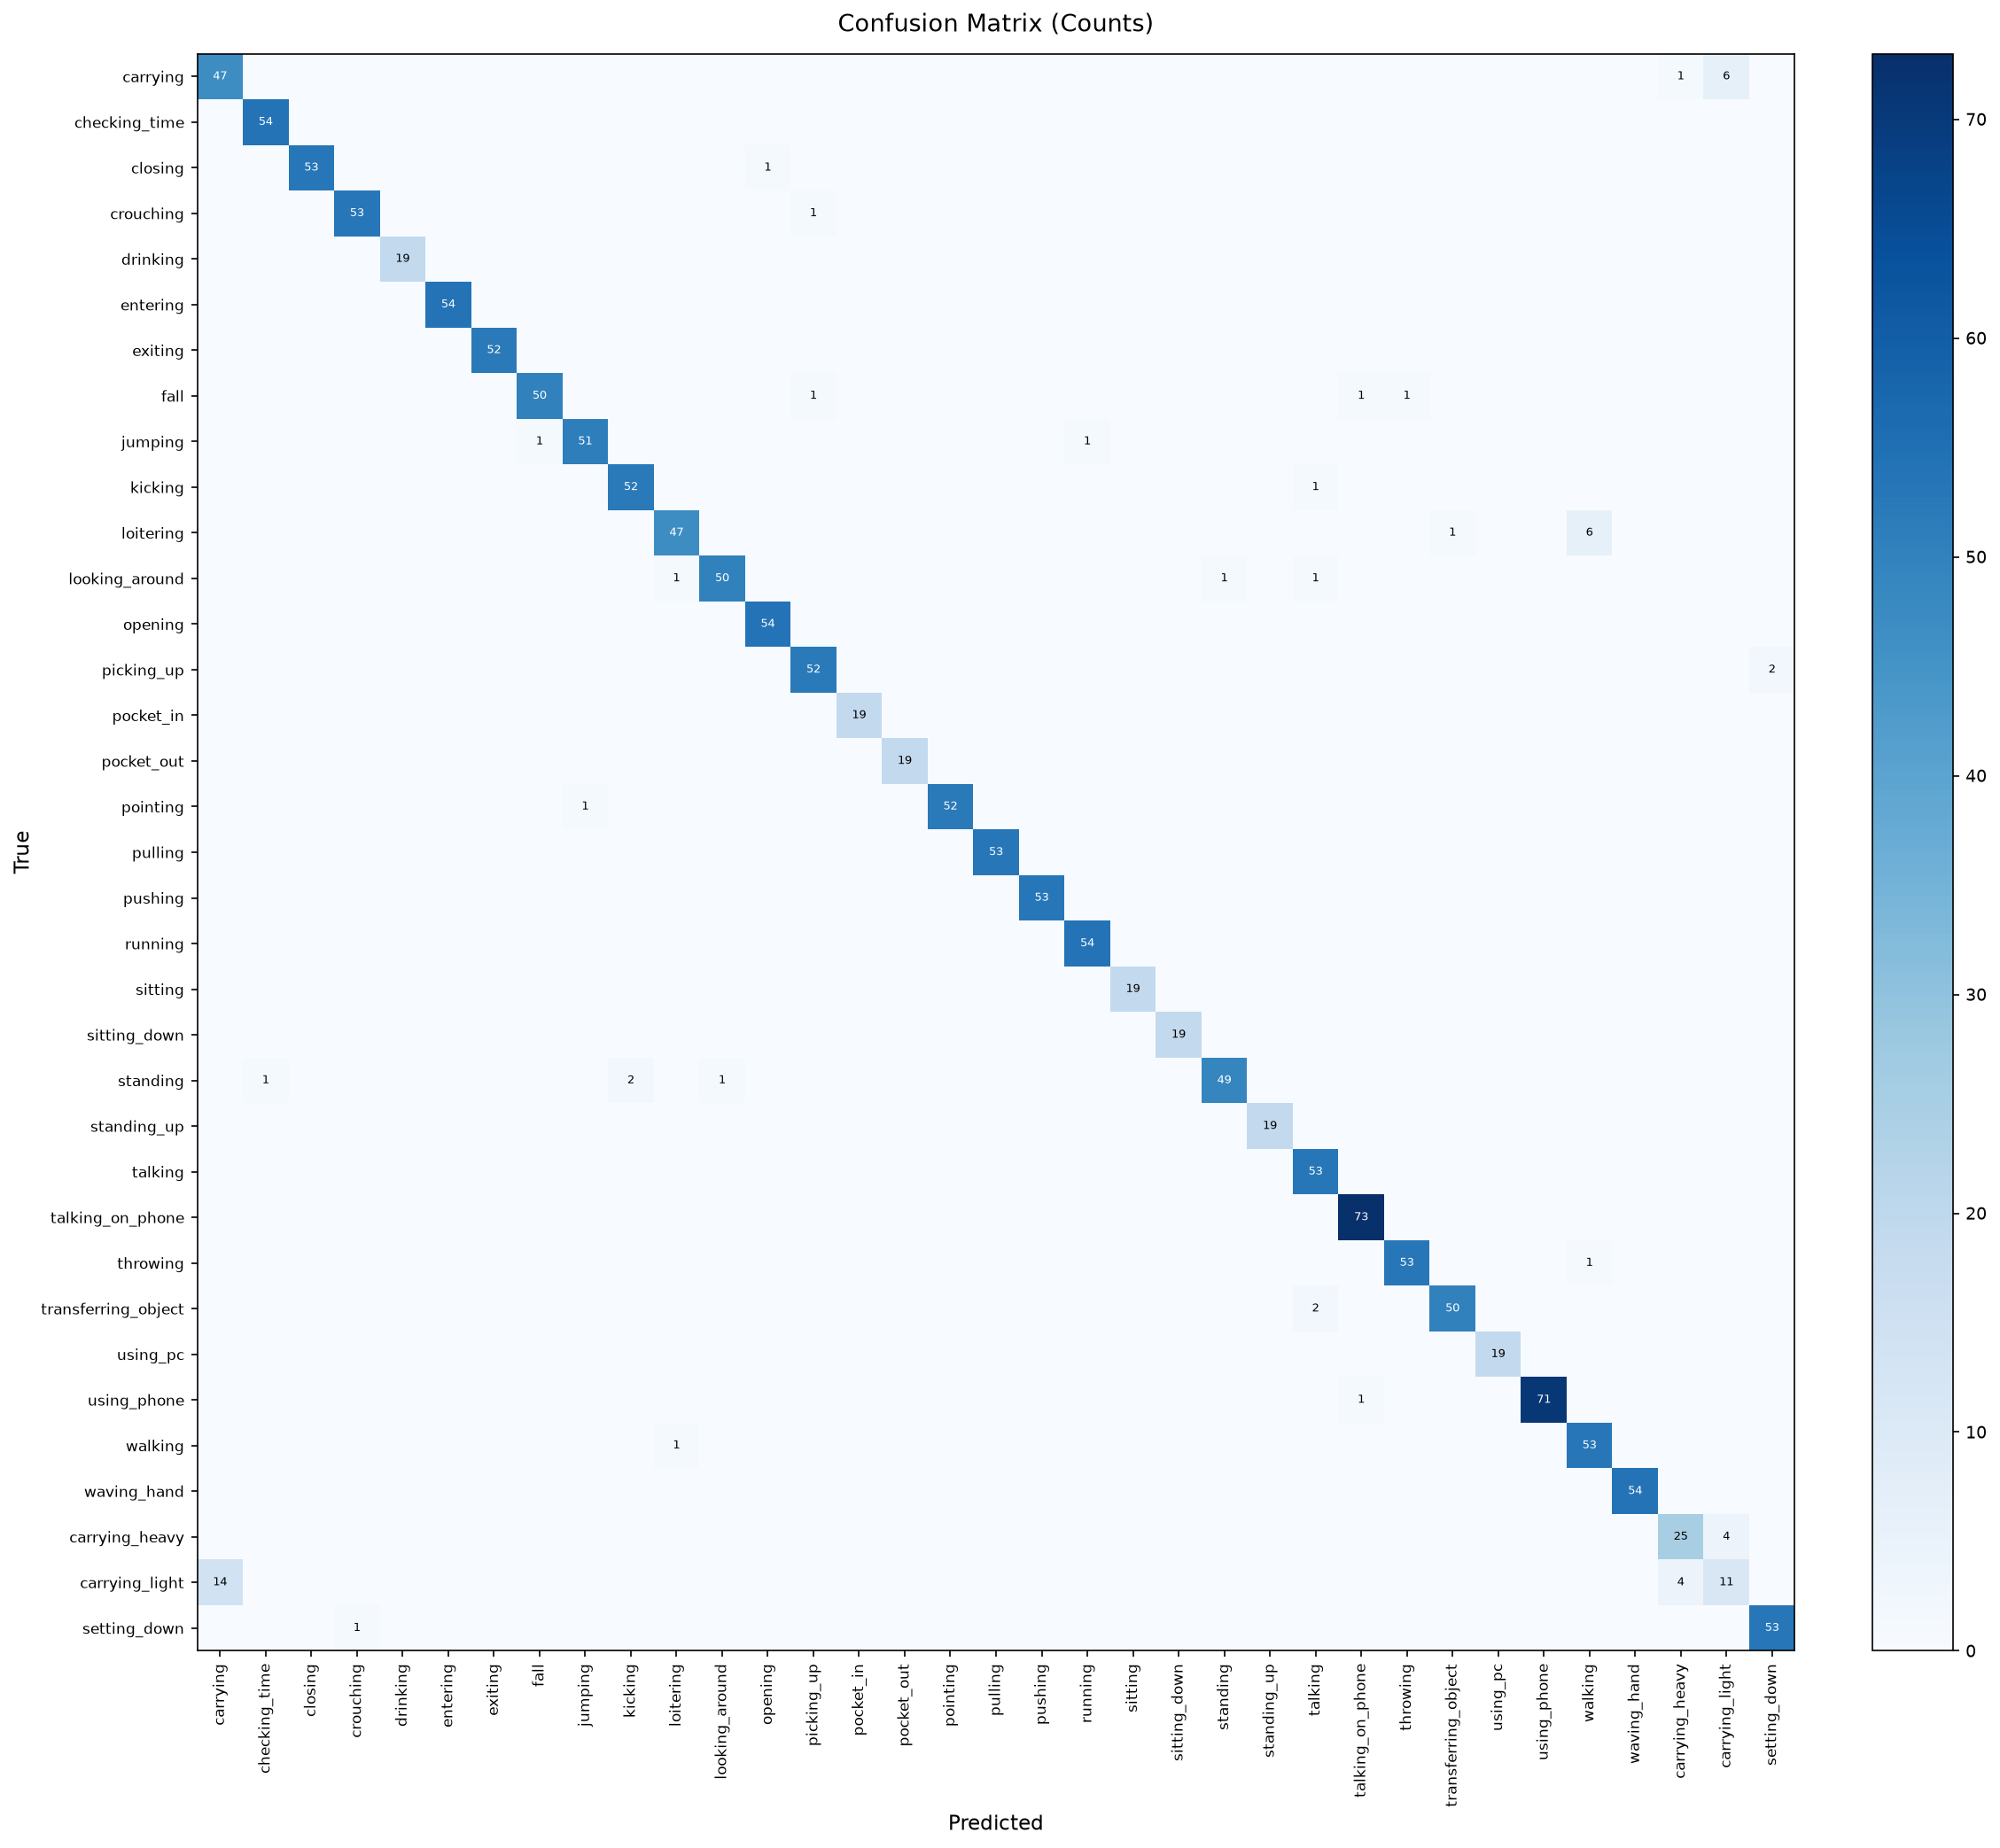 Confusion Matrix (Counts)
carrying 47 1 6
checking_time 54
closing 53 1
crouching 53 1
drinking 19
entering 54
exiting 52
fall 50 1 1 1
jumping 1 51 1
kicking 52 1
loitering 47 1 6
looking_around 1 50 1 1
opening 54
picking_up 52 2
pocket_in 19
pocket_out 19
pointing 1 52
pulling 53
pushing 53
running 54
sitting 19
sitting_down 19
standing 1 2 1 49
standing_up 19
talking 53
talking_on_phone 73
throwing 53 1
transferring_object 2 50
using_pc 19
using_phone 1 71
walking 1 53
waving_hand 54
carrying_heavy 25 4
carrying_light 14 4 11
setting_down 1 53
True
carrying
checking_time
closing
crouching
drinking
entering
exiting
fall
jumping
kicking
loitering
looking_around
opening
picking_up
pocket_in
pocket_out
pointing
pulling
pushing
running
sitting
sitting_down
standing
standing_up
talking
talking_on_phone
throwing
transferring_object
using_pc
using_phone
walking
waving_hand
carrying_heavy
carrying_light
setting_down
Predicted
70
60
50
40
30
20
10
0